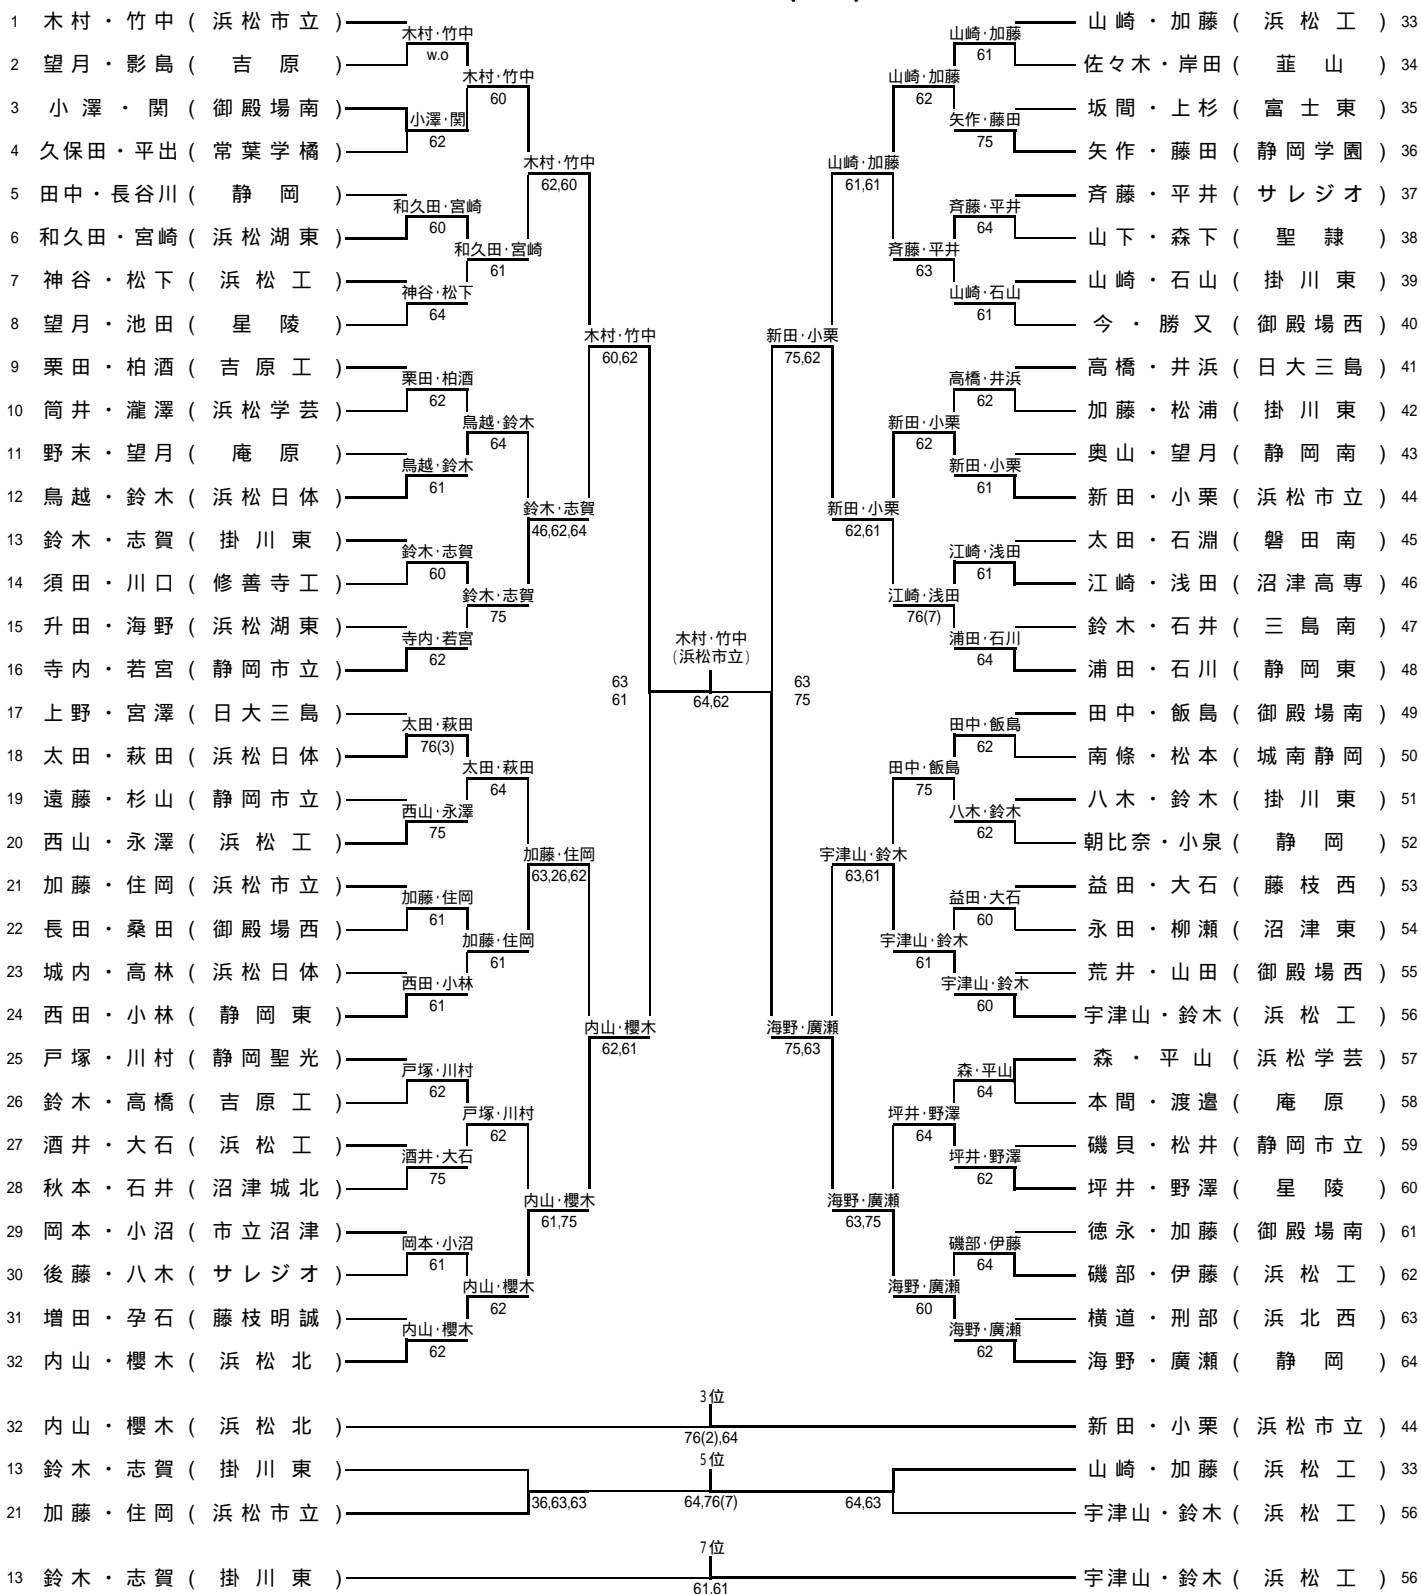 1 木村・竹中 ( 浜松市立 )
2 望月・影島 ( 吉原 )
3 小澤・関 ( 御殿場南 )
4 久保田・平出 ( 常葉学橘 )
5 田中・長谷川 ( 静岡 )
6 和久田・宮崎 ( 浜松湖東 )
7 神谷・松下 ( 浜松工 )
8 望月・池田 ( 星陵 )
9 栗田・柏酒 ( 吉原工 )
10 筒井・瀧澤 ( 浜松学芸 )
11 野末・望月 ( 庵原 )
12 鳥越・鈴木 ( 浜松日体 )
13 鈴木・志賀 ( 掛川東 )
14 須田・川口 ( 修善寺工 )
15 升田・海野 ( 浜松湖東 )
16 寺内・若宮 ( 静岡市立 )
17 上野・宮澤 ( 日大三島 )
18 太田・萩田 ( 浜松日体 )
19 遠藤・杉山 ( 静岡市立 )
20 西山・永澤 ( 浜松工 )
21 加藤・住岡 ( 浜松市立 )
22 長田・桑田 ( 御殿場西 )
23 城内・高林 ( 浜松日体 )
24 西田・小林 ( 静岡東 )
25 戸塚・川村 ( 静岡聖光 )
26 鈴木・高橋 ( 吉原工 )
27 酒井・大石 ( 浜松工 )
28 秋本・石井 ( 沼津城北 )
29 岡本・小沼 ( 市立沼津 )
30 後藤・八木 ( サレジオ )
31 増田・孕石 ( 藤枝明誠 )
32 内山・櫻木 ( 浜松北 )
木村・竹中
w.o
小澤・関
62
和久田・宮崎
60
神谷・松下
64
栗田・柏酒
62
鳥越・鈴木
61
鈴木・志賀
60
寺内・若宮
62
太田・萩田
76(3)
西山・永澤
75
加藤・住岡
61
西田・小林
61
戸塚・川村
62
酒井・大石
75
岡本・小沼
61
内山・櫻木
62
木村・竹中
60
和久田・宮崎
61
鳥越・鈴木
64
鈴木・志賀
75
太田・萩田
64
加藤・住岡
61
戸塚・川村
62
内山・櫻木
62
木村・竹中
62,60
鈴木・志賀
46,62,64
加藤・住岡
63,26,62
内山・櫻木
61,75
木村・竹中
60,62
内山・櫻木
62,61
63
61
木村・竹中
(浜松市立)
64,62
63
75
新田・小栗
75,62
海野・廣瀬
75,63
山崎・加藤
61,61
新田・小栗
62,61
宇津山・鈴木
63,61
海野・廣瀬
63,75
山崎・加藤
62
斉藤・平井
63
新田・小栗
62
江崎・浅田
76(7)
田中・飯島
75
宇津山・鈴木
61
坪井・野澤
64
海野・廣瀬
60
山崎・加藤
61
矢作・藤田
75
斉藤・平井
64
山崎・石山
61
高橋・井浜
62
新田・小栗
61
江崎・浅田
61
浦田・石川
64
田中・飯島
62
八木・鈴木
62
益田・大石
60
宇津山・鈴木
60
森・平山
64
坪井・野澤
62
磯部・伊藤
64
海野・廣瀬
62
山崎・加藤 ( 浜松工 ) 33
佐々木・岸田 ( 韮山 ) 34
坂間・上杉 ( 富士東 ) 35
矢作・藤田 ( 静岡学園 ) 36
斉藤・平井 ( サレジオ ) 37
山下・森下 ( 聖隷 ) 38
山崎・石山 ( 掛川東 ) 39
今・勝又 ( 御殿場西 ) 40
高橋・井浜 ( 日大三島 ) 41
加藤・松浦 ( 掛川東 ) 42
奥山・望月 ( 静岡南 ) 43
新田・小栗 ( 浜松市立 ) 44
太田・石淵 ( 磐田南 ) 45
江崎・浅田 ( 沼津高専 ) 46
鈴木・石井 ( 三島南 ) 47
浦田・石川 ( 静岡東 ) 48
田中・飯島 ( 御殿場南 ) 49
南條・松本 ( 城南静岡 ) 50
八木・鈴木 ( 掛川東 ) 51
朝比奈・小泉 ( 静岡 ) 52
益田・大石 ( 藤枝西 ) 53
永田・柳瀬 ( 沼津東 ) 54
荒井・山田 ( 御殿場西 ) 55
宇津山・鈴木 ( 浜松工 ) 56
森・平山 ( 浜松学芸 ) 57
本間・渡邉 ( 庵原 ) 58
磯貝・松井 ( 静岡市立 ) 59
坪井・野澤 ( 星陵 ) 60
徳永・加藤 ( 御殿場南 ) 61
磯部・伊藤 ( 浜松工 ) 62
横道・刑部 ( 浜北西 ) 63
海野・廣瀬 ( 静岡 ) 64
3位
32 内山・櫻木 ( 浜松北 )
76(2),64
新田・小栗 ( 浜松市立 ) 44
5位
13 鈴木・志賀 ( 掛川東 )
山崎・加藤 ( 浜松工 ) 33
36,63,63
64,76(7)
64,63
21 加藤・住岡 ( 浜松市立 )
宇津山・鈴木 ( 浜松工 ) 56
7位
13 鈴木・志賀 ( 掛川東 )
61,61
宇津山・鈴木 ( 浜松工 ) 56